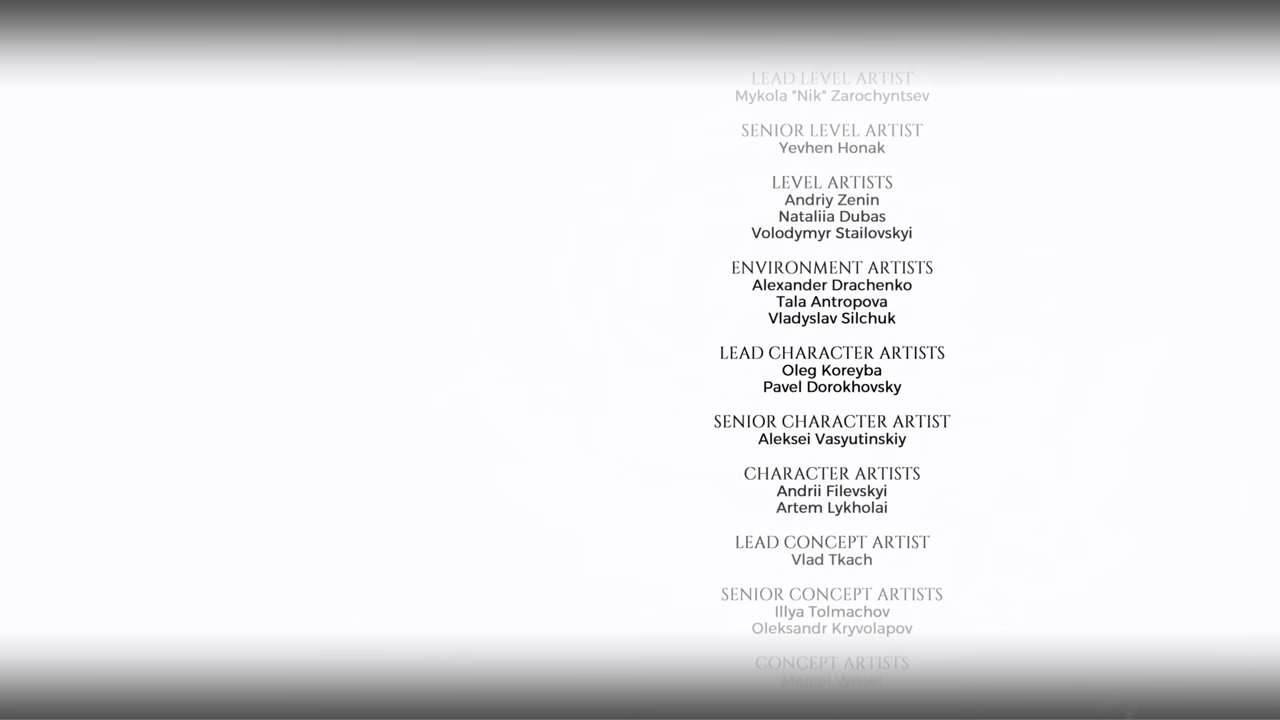 LEAD LEVEL ARTIST
Mykola "Nik" Zarochyntsev
SENIOR LEVEL ARTIST
Yevhen Honak
LEVEL ARTISTS
Andriy Zenin
Nataliia Dubas
Volodymyr Stailovskyi
ENVIRONMENT ARTISTS
Alexander Drachenko
Tala Antropova
Vladyslav Silchuk
LEAD CHARACTER ARTISTS
Oleg Koreyba
Pavel Dorokhovsky
SENIOR CHARACTER ARTIST
Aleksei Vasyutinskiy
CHARACTER ARTISTS
Andrii Filevskyi
Artem Lykholai
LEAD CONCEPT ARTIST
Vlad Tkach
SENIOR CONCEPT ARTISTS
Illya Tolmachov
Oleksandr Kryvolapov
CONCEPT ARTISTS
Marcel